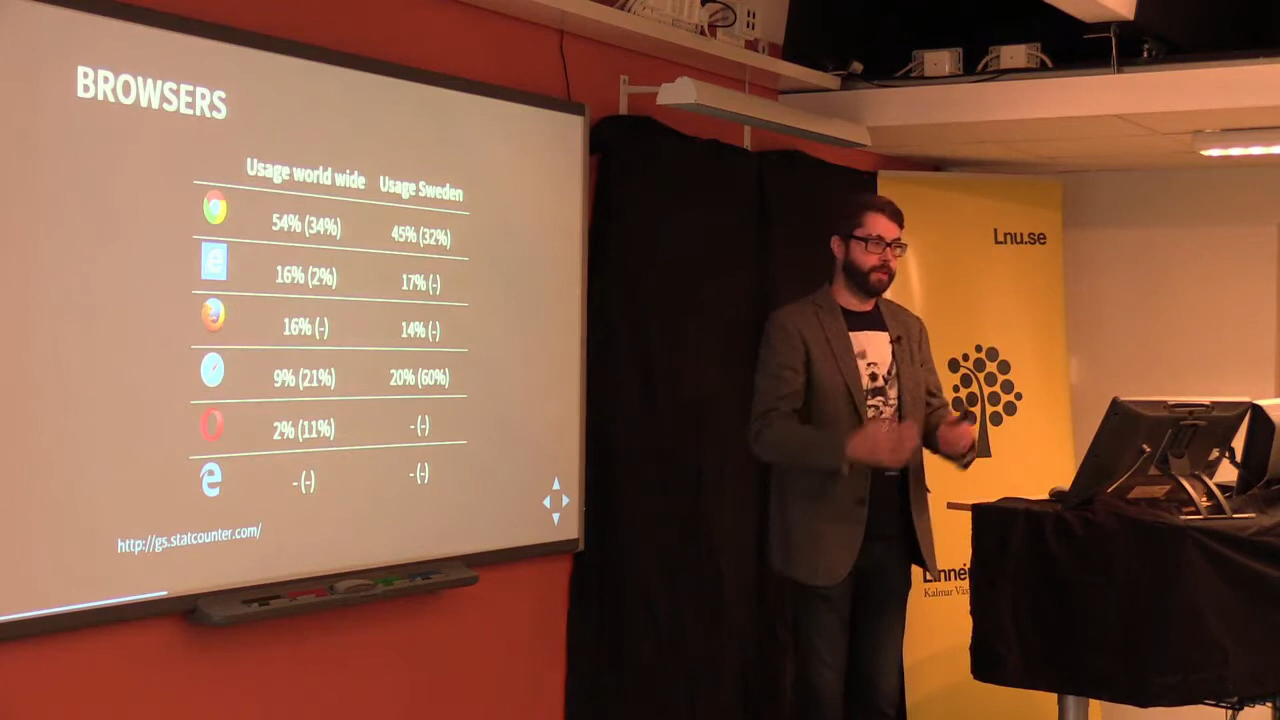 BROWSERS
Usage world wide Usage Sweden
54% (34%) 45% (32%)
16% (2%) 17% (-)
16% (-) 14% (-)
9% (21%) 20% (60%)
2% (11%) - (-)
- (-) - (-)
http://gs.statcounter.com/
Lnu.se
Kalmar